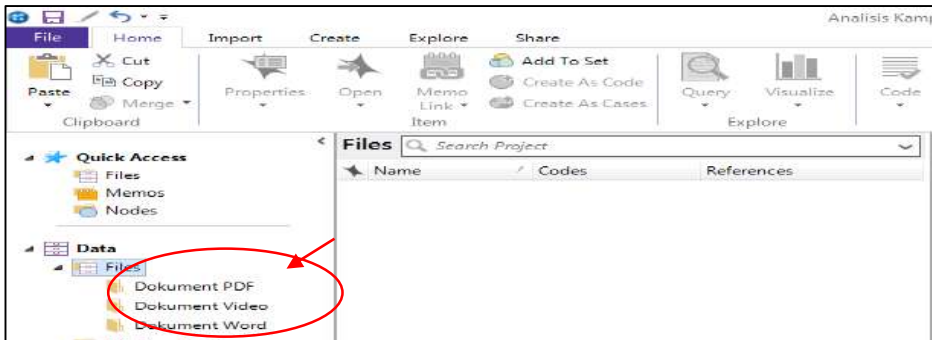 Analisis Kamp
File Home Import Create Explore Share
Paste
Cut
Copy
Merge
Clipboard
Properties
Open
Memo Link
Item
Add To Set
Create As Code
Create As Cases
Query
Visualize
Explore
Code
Quick Access
Files
Memos
Nodes
Data
Files
Dokument PDF
Dokument Video
Dokument Word
Files Search Project
Name Codes References